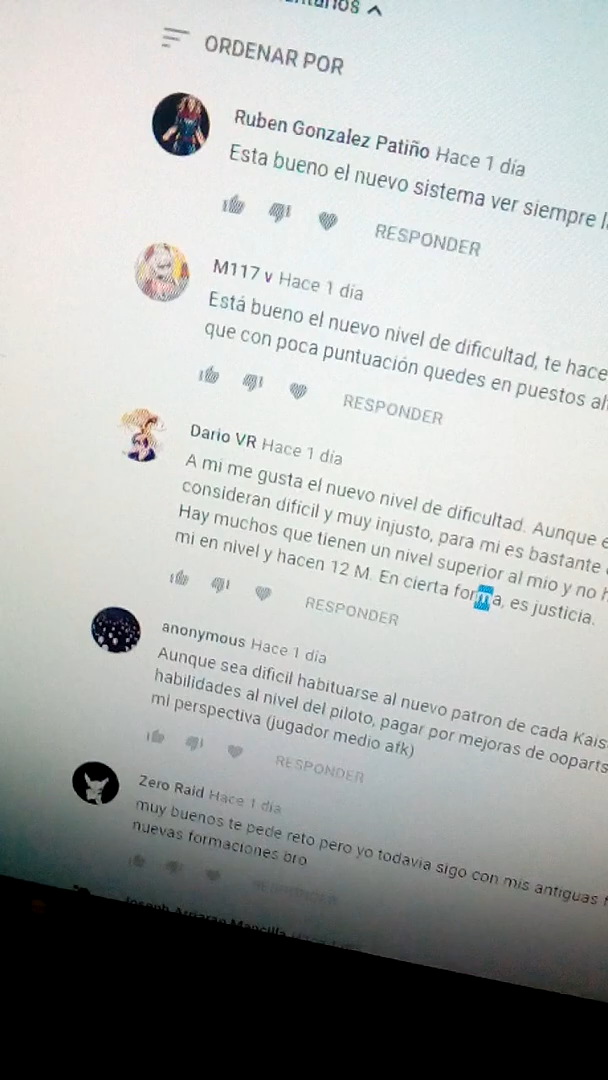 ORDENAR POR
Ruben Gonzalez Patiño Hace 1 día
Esta bueno el nuevo sistema ver siempre
RESPONDER
M117 v Hace 1 día
Está bueno el nuevo nivel de dificultad, te hace
que con poca puntuación quedes en puestos
RESPONDER
Dario VR Hace 1 día
A mi me gusta el nuevo nivel de dificultad. Aunque
consideran dificil y muy injusto, para mi es bastante
Hay muchos que tienen un nivel superior al mio y no
mi en nivel y hacen 12 M. En cierta forma, es justicia.
RESPONDER
anonymous Hace 1 día
Aunque sea dificil habituarse al nuevo patron de cada
habilidades al nivel del piloto, pagar por mejoras de ooparts
mi perspectiva (jugador medio afk)
RESPONDER
Zero Raid Hace 1 día
muy buenos te pede reto pero yo todavia sigo con mis antiguas
nuevas formaciones bro